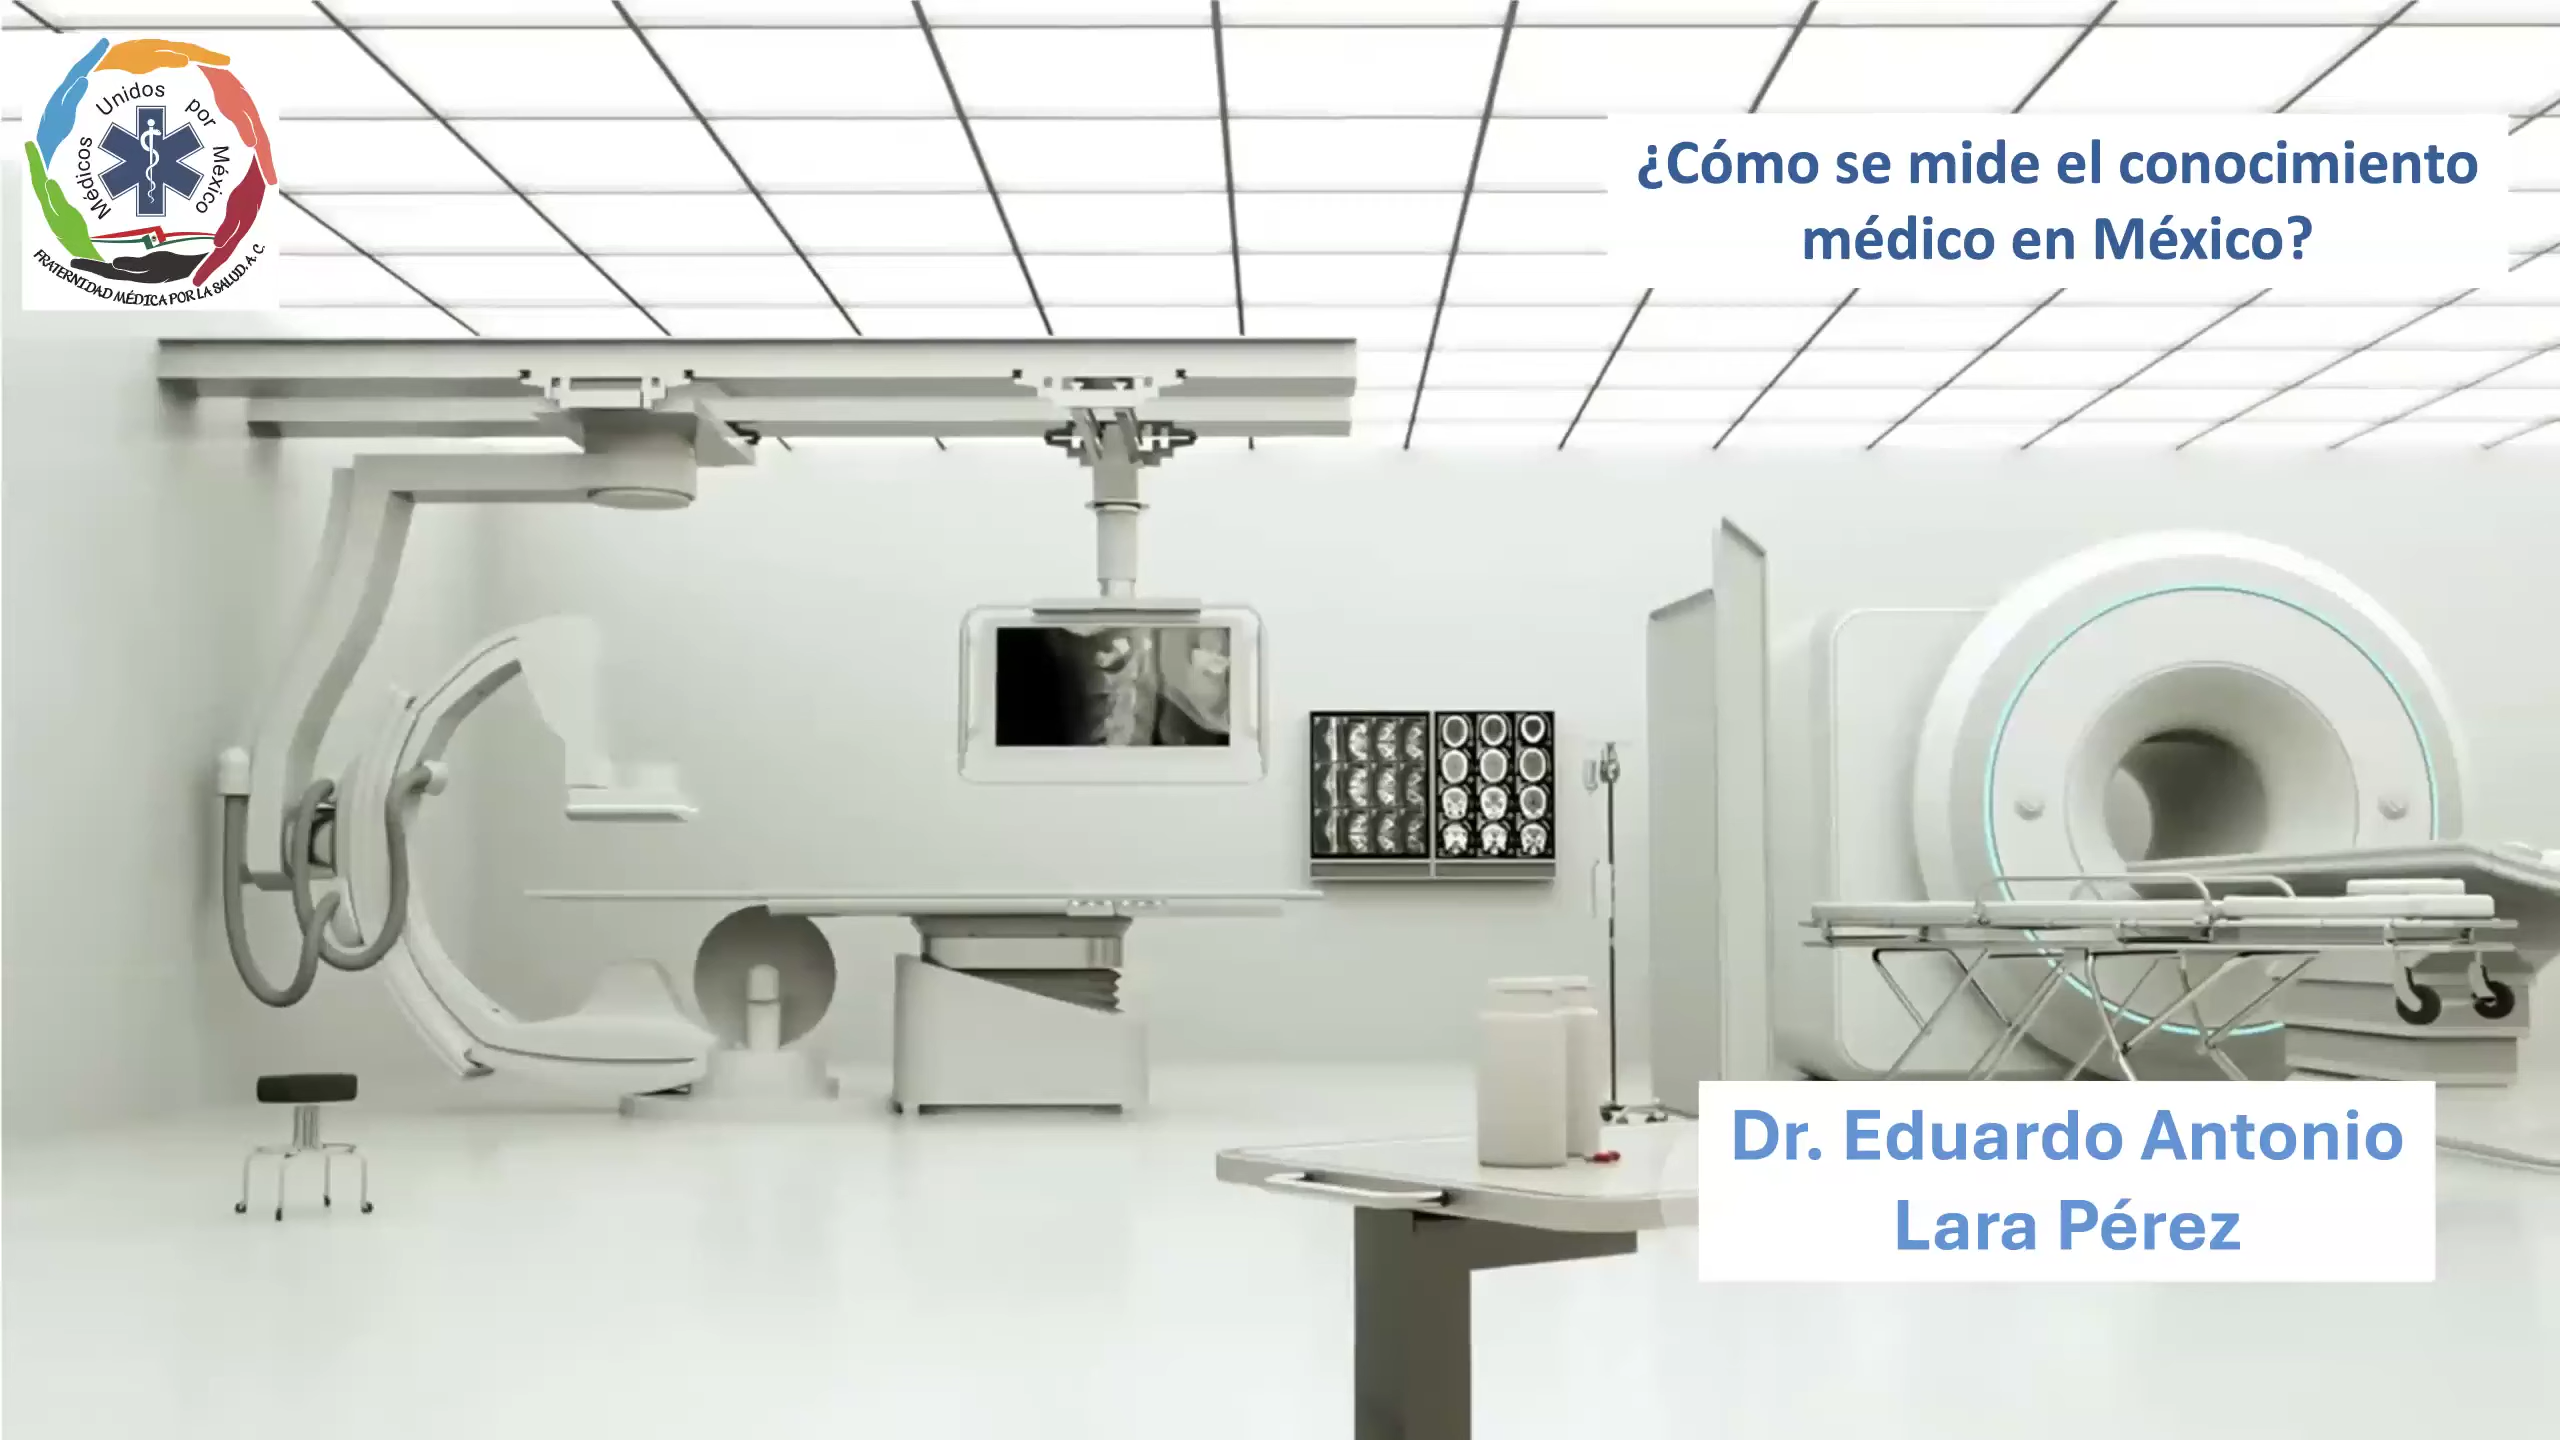 Médicos Unidos por México
FRATERNIDAD MÉDICA POR LA SALUD.A.C.
¿Cómo se mide el conocimiento
médico en México?
Dr. Eduardo Antonio
Lara Pérez